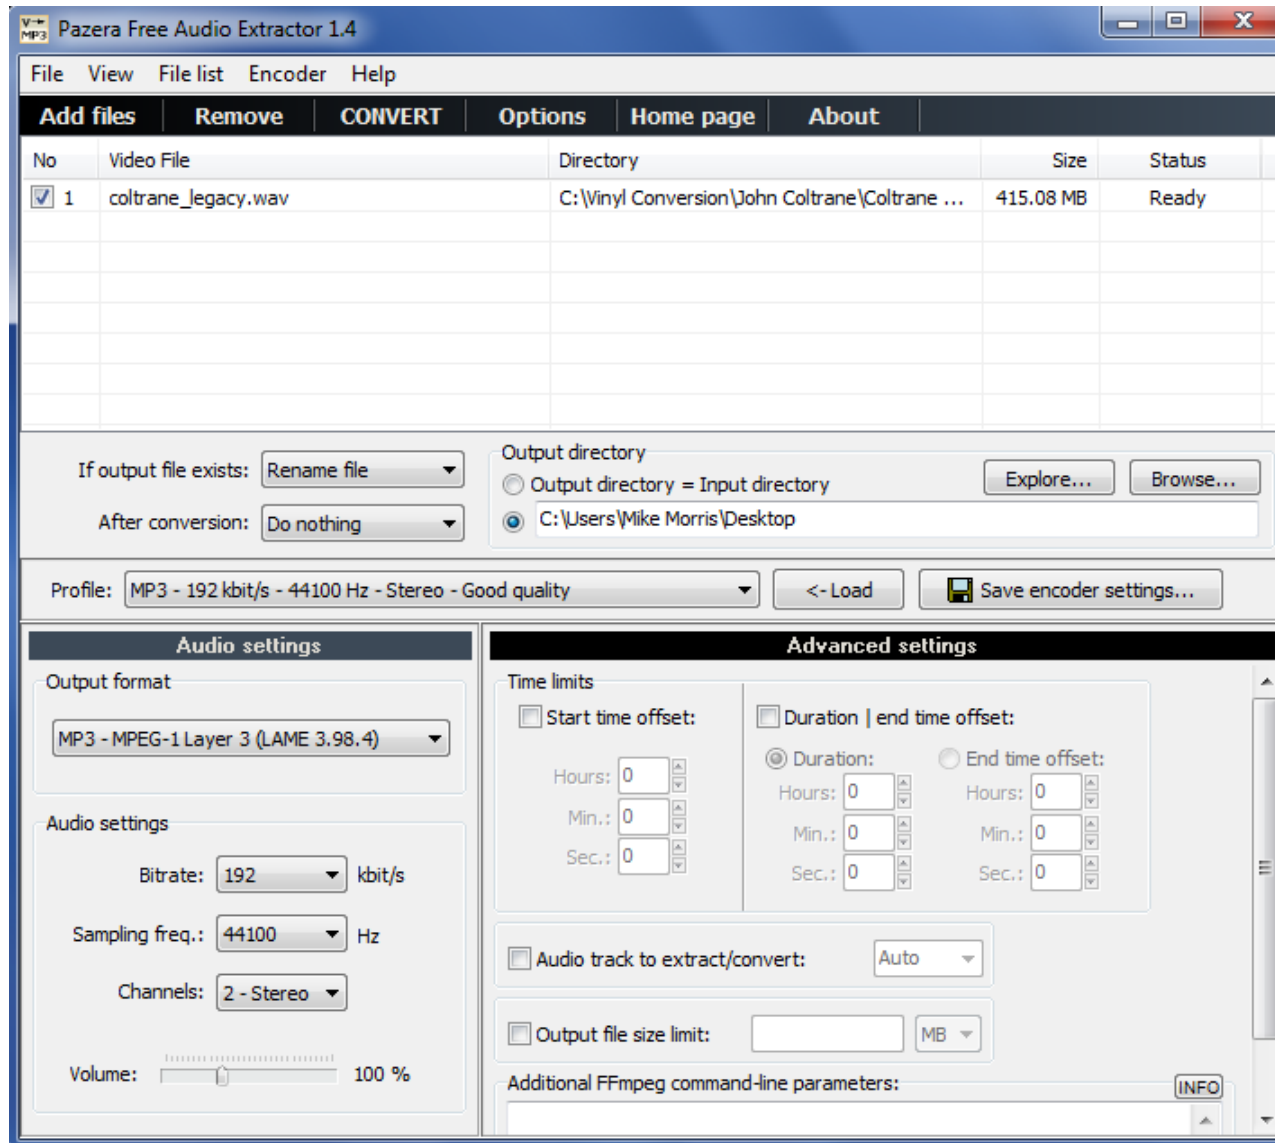 V→ MP3 Pazera Free Audio Extractor 1.4
File View File list Encoder Help
Add files Remove CONVERT Options Home page About
No Video File Directory Size Status
1 coltrane_legacy.wav C:\Vinyl Conversion\John Coltrane\Coltrane ... 415.08 MB Ready
If output file exists: Rename file
After conversion: Do nothing
Output directory
Output directory = Input directory Explore... Browse...
C:\Users\Mike Morris\Desktop
Profile: MP3 - 192 kbit/s - 44100 Hz - Stereo - Good quality <- Load Save encoder settings...
Audio settings
Output format
MP3 - MPEG-1 Layer 3 (LAME 3.98.4)
Audio settings
Bitrate: 192 kbit/s
Sampling freq.: 44100 Hz
Channels: 2 - Stereo
Volume: 100 %
Advanced settings
Time limits
Start time offset:
Hours: 0
Min.: 0
Sec.: 0
Duration | end time offset:
Duration: End time offset:
Hours: 0 Hours: 0
Min.: 0 Min.: 0
Sec.: 0 Sec.: 0
Audio track to extract/convert: Auto
Output file size limit: MB
Additional FFmpeg command-line parameters: INFO